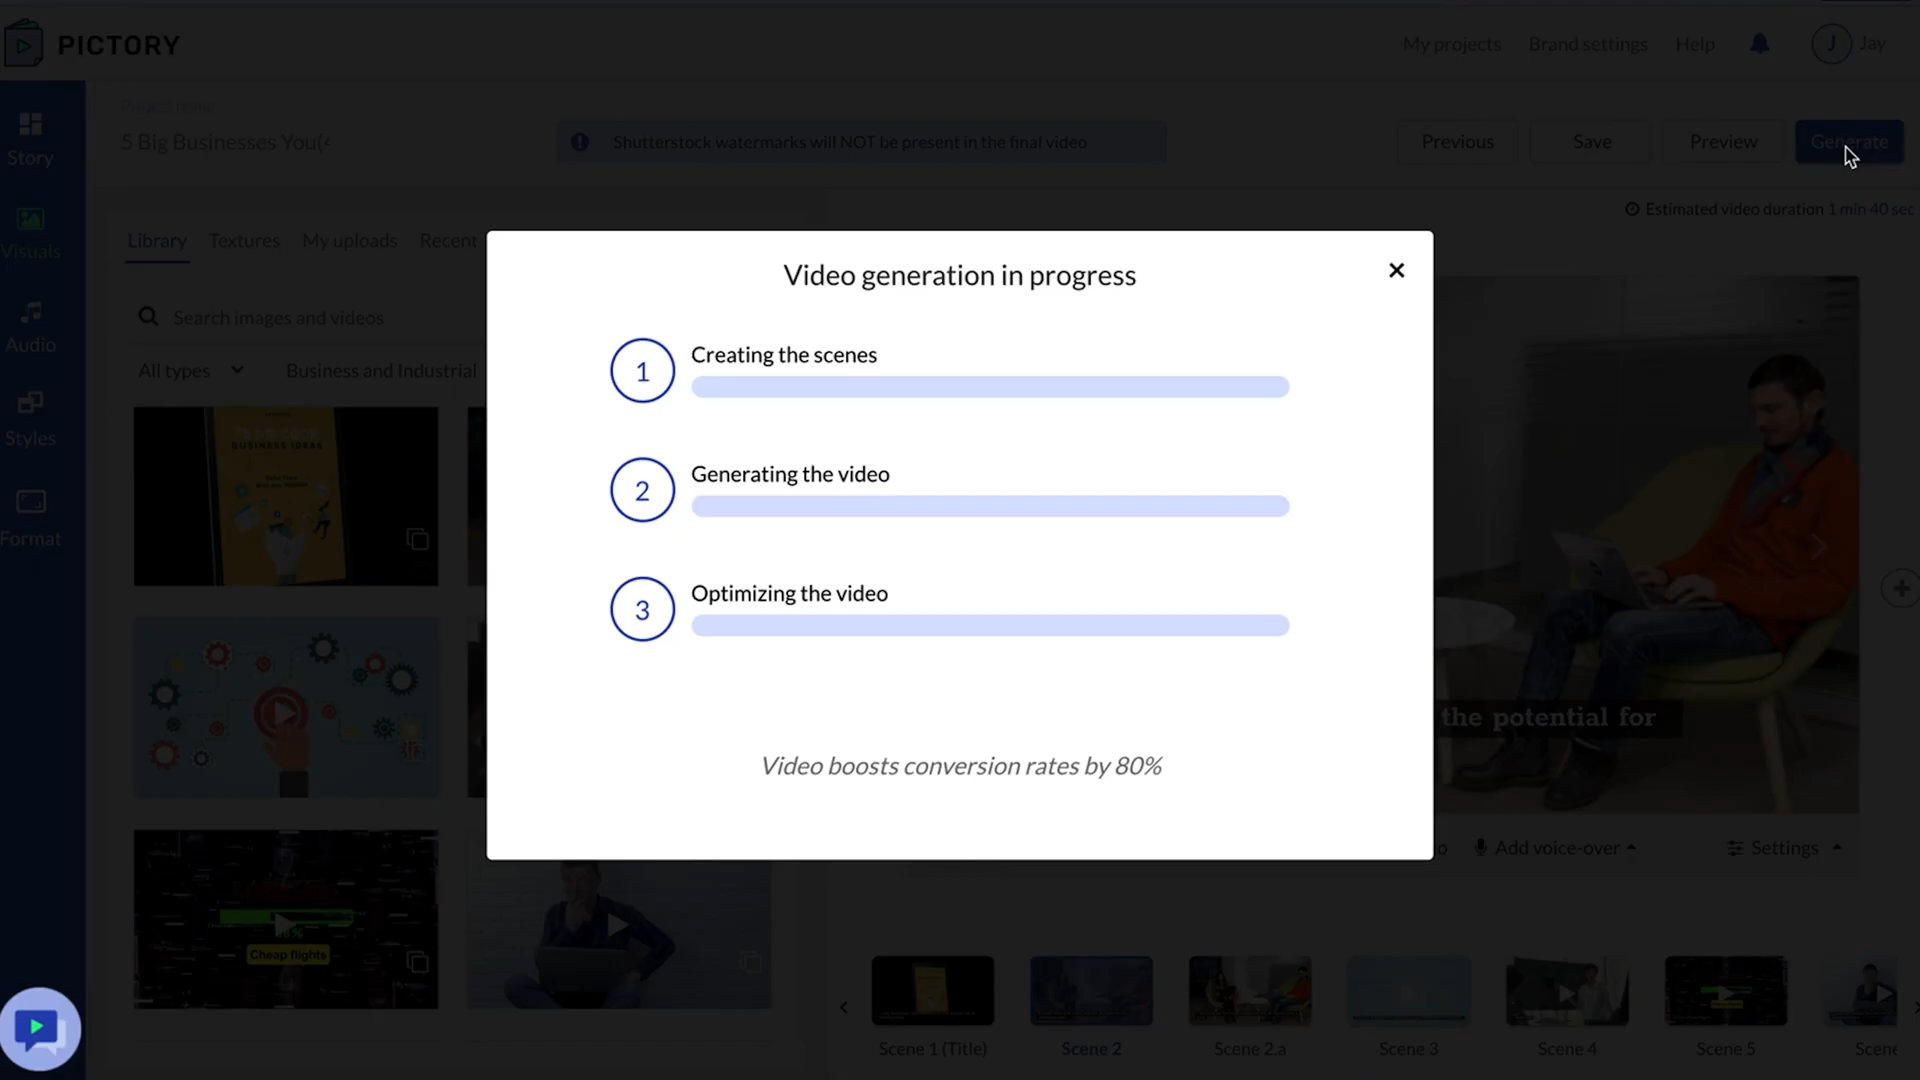 PICTORY
My projects
Brand settings
Help
J
Jay
Project name
5 Big Businesses You(
Shutterstock watermarks will NOT be present in the final video
Previous
Save
Preview
Generate
Story
Visuals
Audio
Styles
Format
Estimated video duration 1 min 40 sec
Library
Textures
My uploads
Recent
Search images and videos
All types
Business and Industrial
BUSINESS IDEAS
Cheap flights
Video generation in progress
1
Creating the scenes
2
Generating the video
3
Optimizing the video
Video boosts conversion rates by 80%
the potential for
Add voice-over
Settings
Scene 1 (Title)
Scene 2
Scene 2.a
Scene 3
Scene 4
Scene 5
Scene